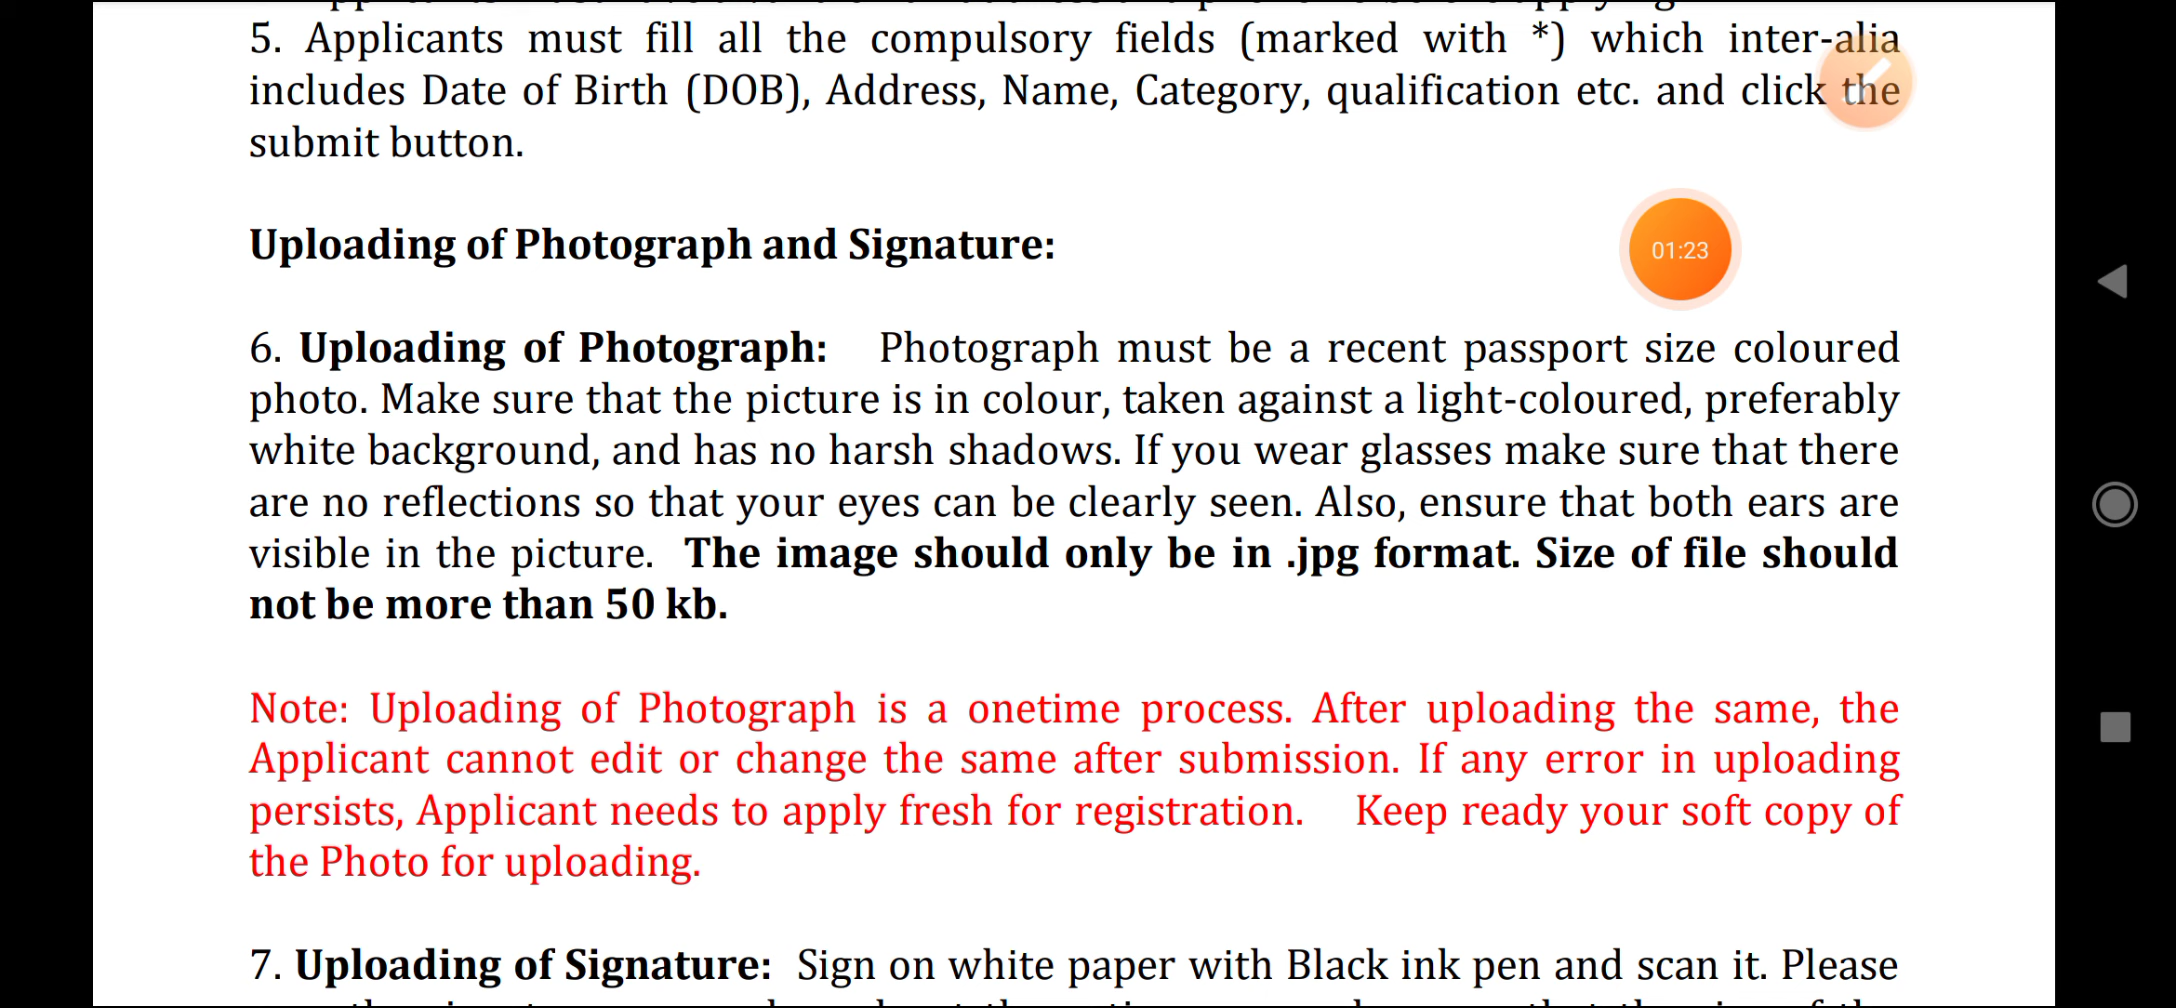 5. Applicants must fill all the compulsory fields (marked with *) which inter-alia
includes Date of Birth (DOB), Address, Name, Category, qualification etc. and click the
submit button.
Uploading of Photograph and Signature:
01:23
6. Uploading of Photograph: Photograph must be a recent passport size coloured
photo. Make sure that the picture is in colour, taken against a light-coloured, preferably
white background, and has no harsh shadows. If you wear glasses make sure that there
are no reflections so that your eyes can be clearly seen. Also, ensure that both ears are
visible in the picture. The image should only be in .jpg format. Size of file should
not be more than 50 kb.
Note: Uploading of Photograph is a onetime process. After uploading the same, the
Applicant cannot edit or change the same after submission. If any error in uploading
persists, Applicant needs to apply fresh for registration. Keep ready your soft copy of
the Photo for uploading.
7. Uploading of Signature: Sign on white paper with Black ink pen and scan it. Please